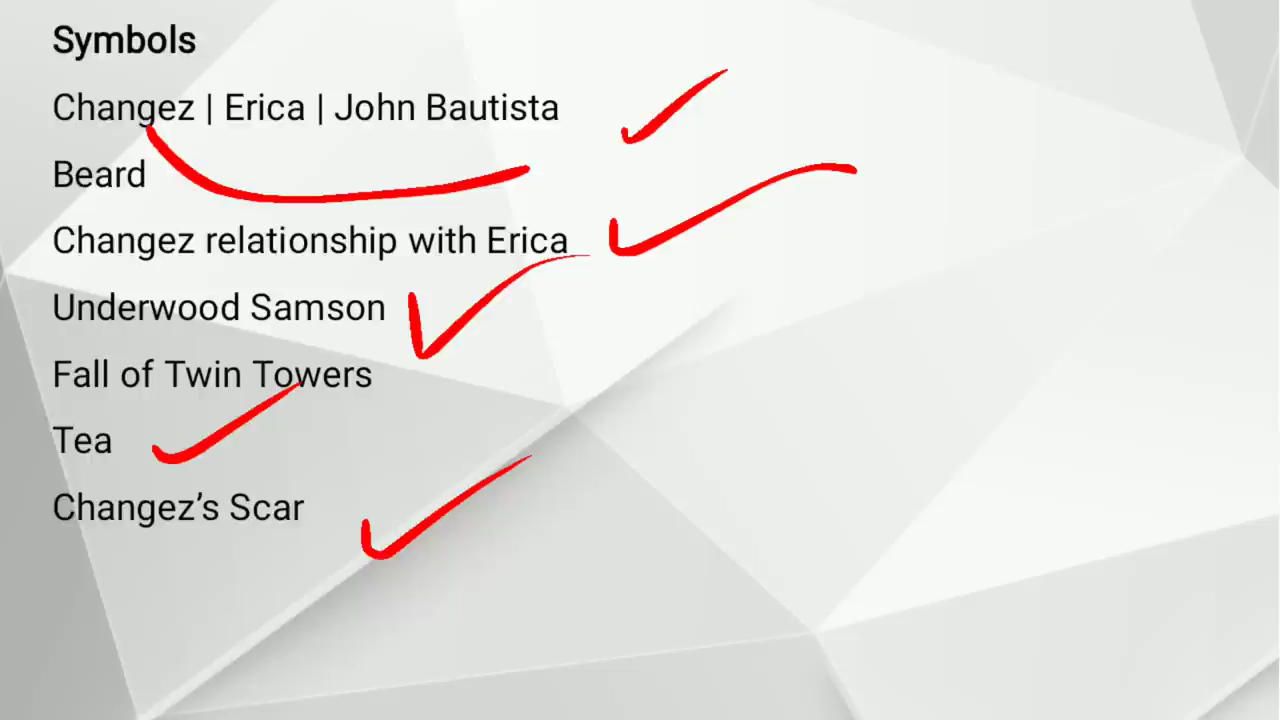 Symbols
Changez | Erica | John Bautista
Beard
Changez relationship with Erica
Underwood Samson
Fall of Twin Towers
Tea
Changez’s Scar